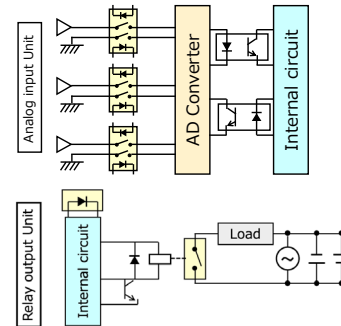 Analog input Unit
AD Converter
Internal circuit
Relay output Unit
Internal circuit
Load